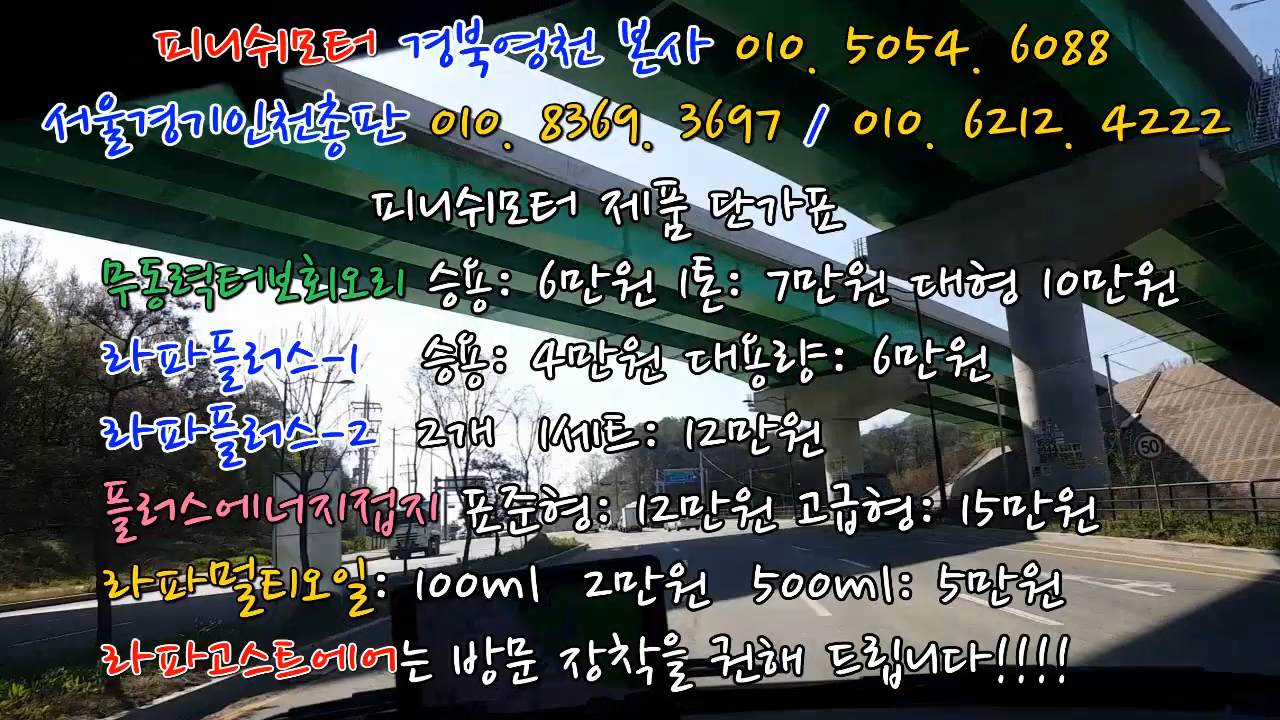 피니쉬모터 경북영천 본사 010. 5054. 6088
서울경기인천총판 010. 8369. 3697 / 010. 6212. 4222
피니쉬모터 제품 단가표
무동력터보회오리 승용: 6만원 1톤: 7만원 대형 10만원
라파플러스-1 승용: 4만원 대용량: 6만원
라파플러스-2 2개 1세트: 12만원
플러스에너지접지 표준형: 12만원 고급형: 15만원
50
라파멀티오일: 100ml 2만원 500ml: 5만원
라파고스트에어는 방문 장착을 권해 드립니다!!!!